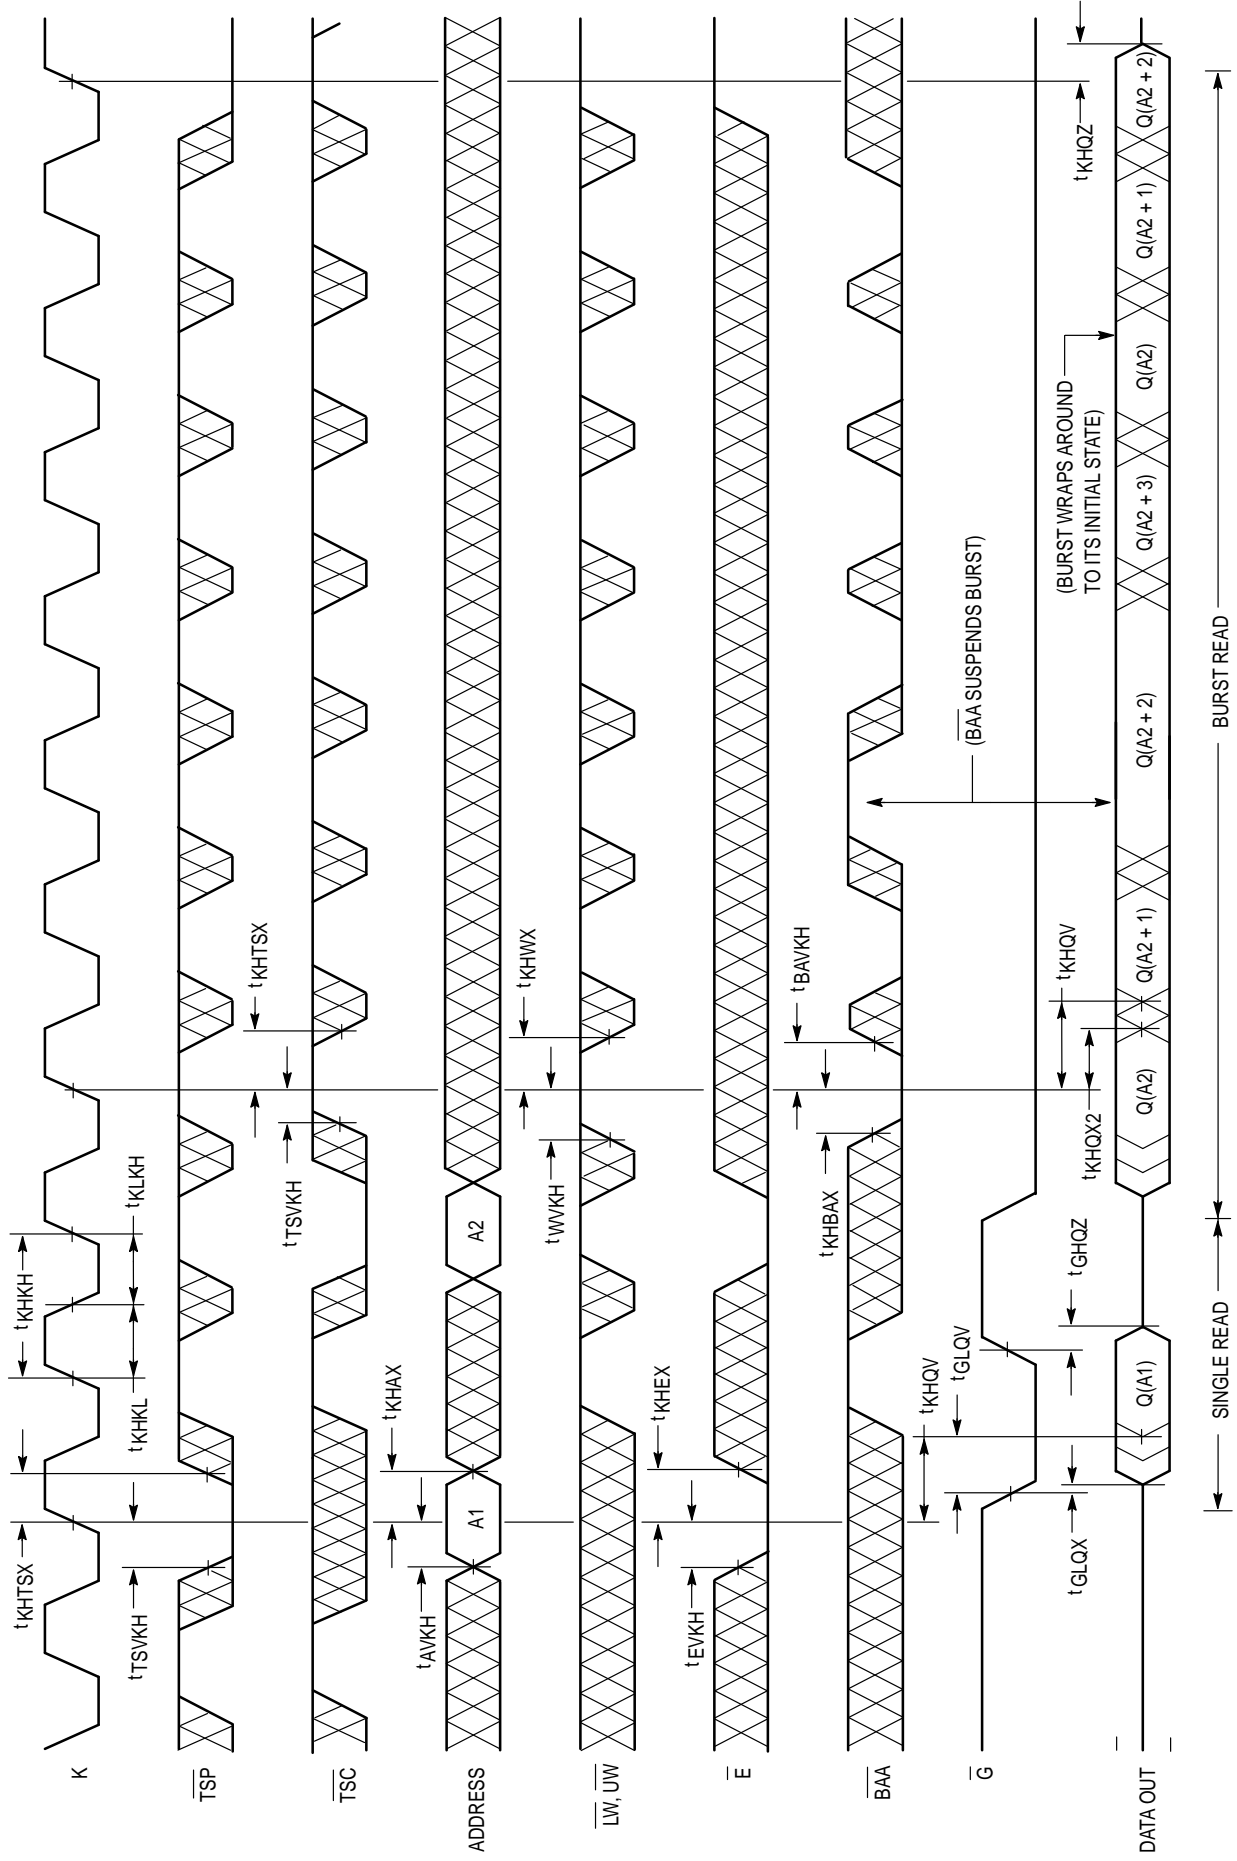 tKHTSX tKHKH
K
tTSVKH tKHKL tKLKH
TSP
tKHTSX
tTSVKH
TSC
tKHAX
tAVKH
ADDRESS A1 A2
tKHWX
tWVKH
LW, UW
tKHEX
tEVKH
E
tBAVKH
tKHBAX
BAA
tKHQV
tGLQV
(BAA SUSPENDS BURST)
G
tGLQX tGHQZ tKHQV
(BURST WRAPS AROUND
TO ITS INITIAL STATE)
tKHQX2 tKHQZ
DATA OUT Q(A1) Q(A2) Q(A2 + 1) Q(A2 + 2) Q(A2 + 3) Q(A2) Q(A2 + 1) Q(A2 + 2)
SINGLE READ BURST READ